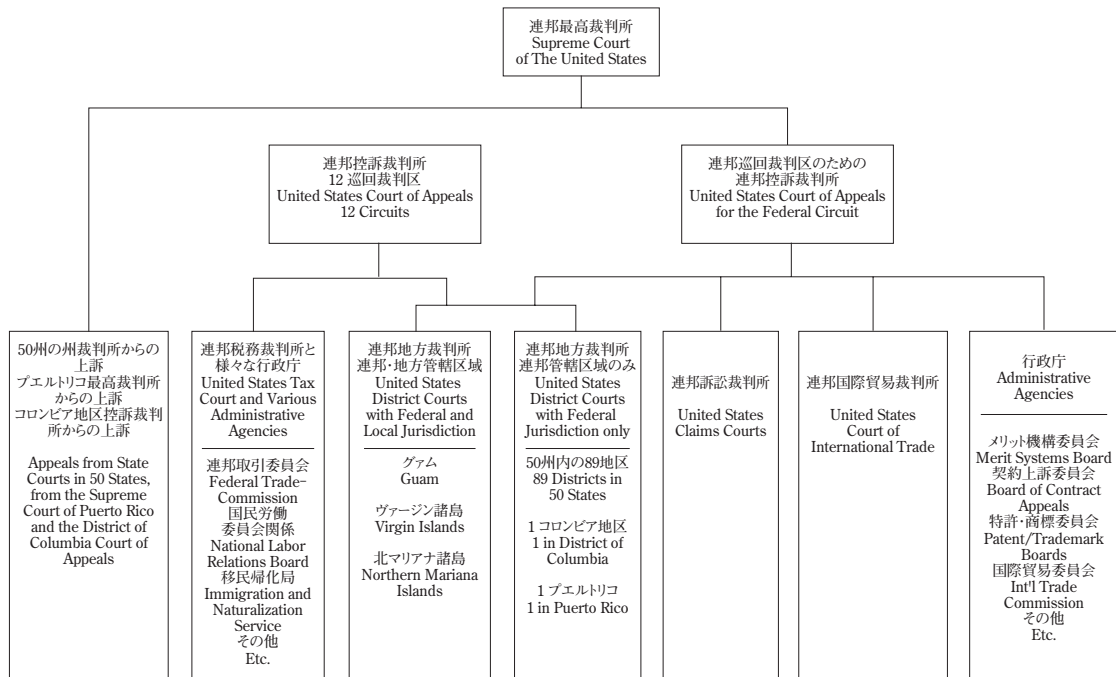 連邦最高裁判所
Supreme Court
of The United States
連邦控訴裁判所
12 巡回裁判区
United States Court of Appeals
12 Circuits
連邦巡回裁判区のための
連邦控訴裁判所
United States Court of Appeals
for the Federal Circuit
50州の州裁判所からの
上訴
プエルトリコ最高裁判所
からの上訴
コロンビア地区控訴裁判
所からの上訴
Appeals from State
Courts in 50 States,
from the Supreme
Court of Puerto Rico
and the District of
Columbia Court of
Appeals
連邦税務裁判所と
様々な行政庁
United States Tax
Court and Various
Administrative
Agencies
連邦取引委員会
Federal Trade-
Commission
国民労働
委員会関係
National Labor
Relations Board
移民帰化局
Immigration and
Naturalization
Service
その他
Etc.
連邦地方裁判所
連邦・地方管轄区域
United States
District Courts
with Federal and
Local Jurisdiction
グァム
Guam
ヴァージン諸島
Virgin Islands
北マリアナ諸島
Northern Mariana
Islands
連邦地方裁判所
連邦管轄区域のみ
United States
District Courts
with Federal
Jurisdiction only
50州内の89地区
89 Districts in
50 States
1 コロンビア地区
1 in District of
Columbia
1 プエルトリコ
1 in Puerto Rico
連邦訴訟裁判所
United States
Claims Courts
連邦国際貿易裁判所
United States
Court of
International Trade
行政庁
Administrative
Agencies
メリット機構委員会
Merit Systems Board
契約上訴委員会
Board of Contract
Appeals
特許・商標委員会
Patent/Trademark
Boards
国際貿易委員会
Int'l Trade
Commission
その他
Etc.